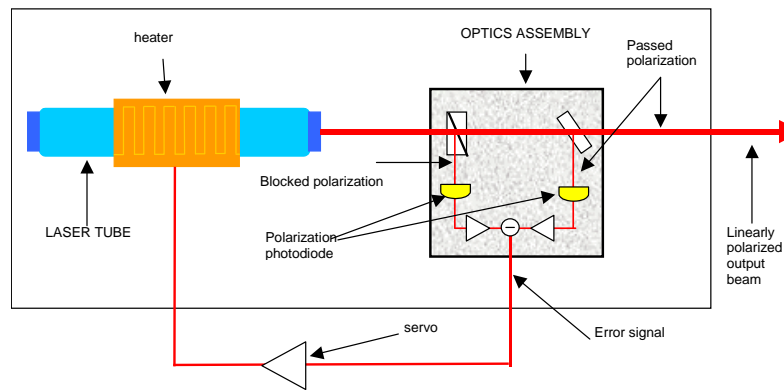 heater
OPTICS ASSEMBLY
Passed
polarization
Blocked polarization
LASER TUBE
Polarization
photodiode
Linearly
polarized
output
beam
servo
Error signal